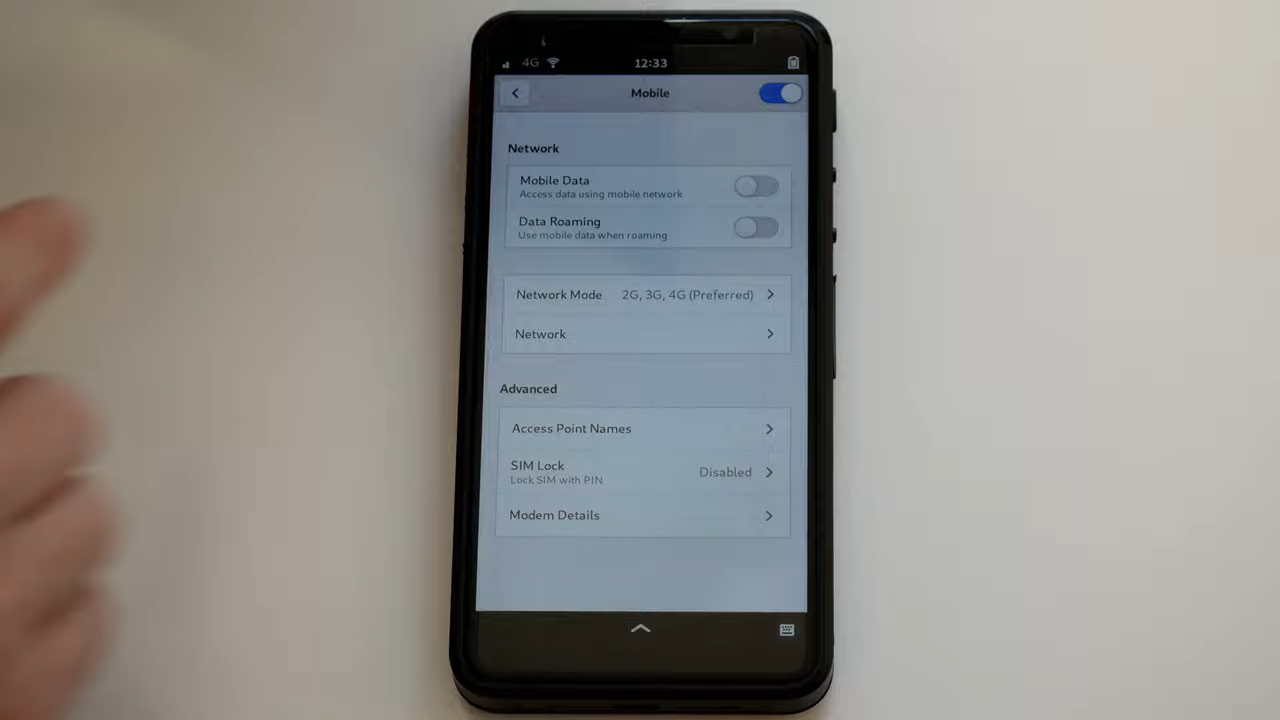 4G 12:33
Mobile
Network
Mobile Data
Access data using mobile network
Data Roaming
Use mobile data when roaming
Network Mode 2G, 3G, 4G (Preferred)
Network
Advanced
Access Point Names
SIM Lock
Lock SIM with PIN
Disabled
Modem Details